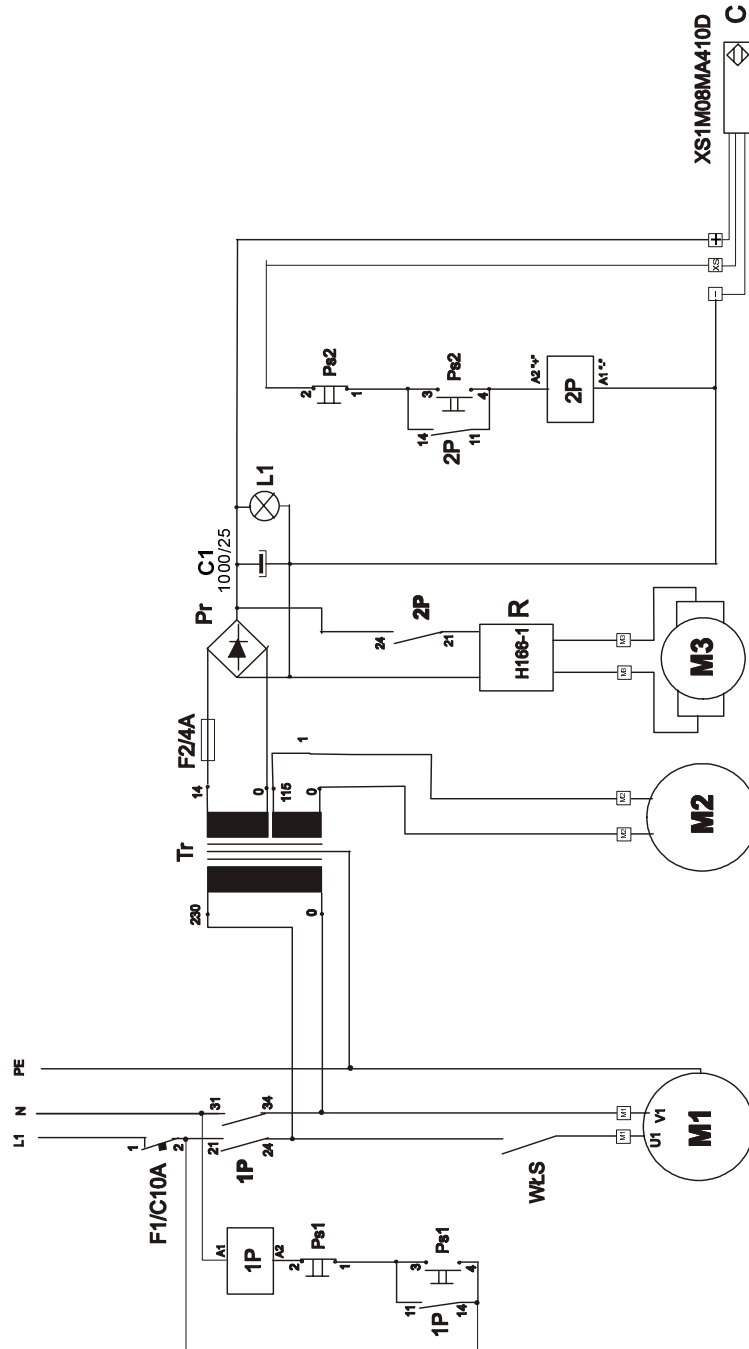 C
XS1M08MA410D
+
XS
-
Ps2
2
1
Ps2
3
4
14
11
2P
A2 "+"
2P
A1 "-"
L1
C1
1000/25
Pr
2P
24
21
R
H166-1
M3
M3
M3
F2/4A
14
0
115
0
1
Tr
230
0
M2
M2
M2
PE
N
L1
31
34
1
2
21
24
1P
F1/C10A
WŁS
M1
M1
U1
V1
M1
A1
1P
A2
Ps1
2
1
Ps1
3
4
11
14
1P